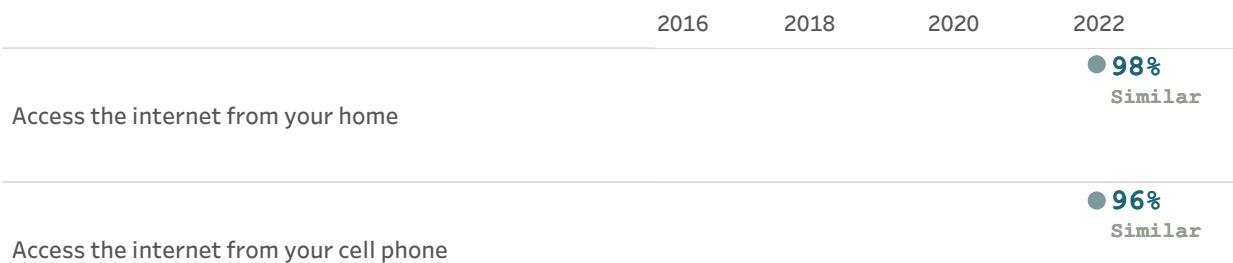 2016 2018 2020 2022
98%
Similar
Access the internet from your home
96%
Similar
Access the internet from your cell phone